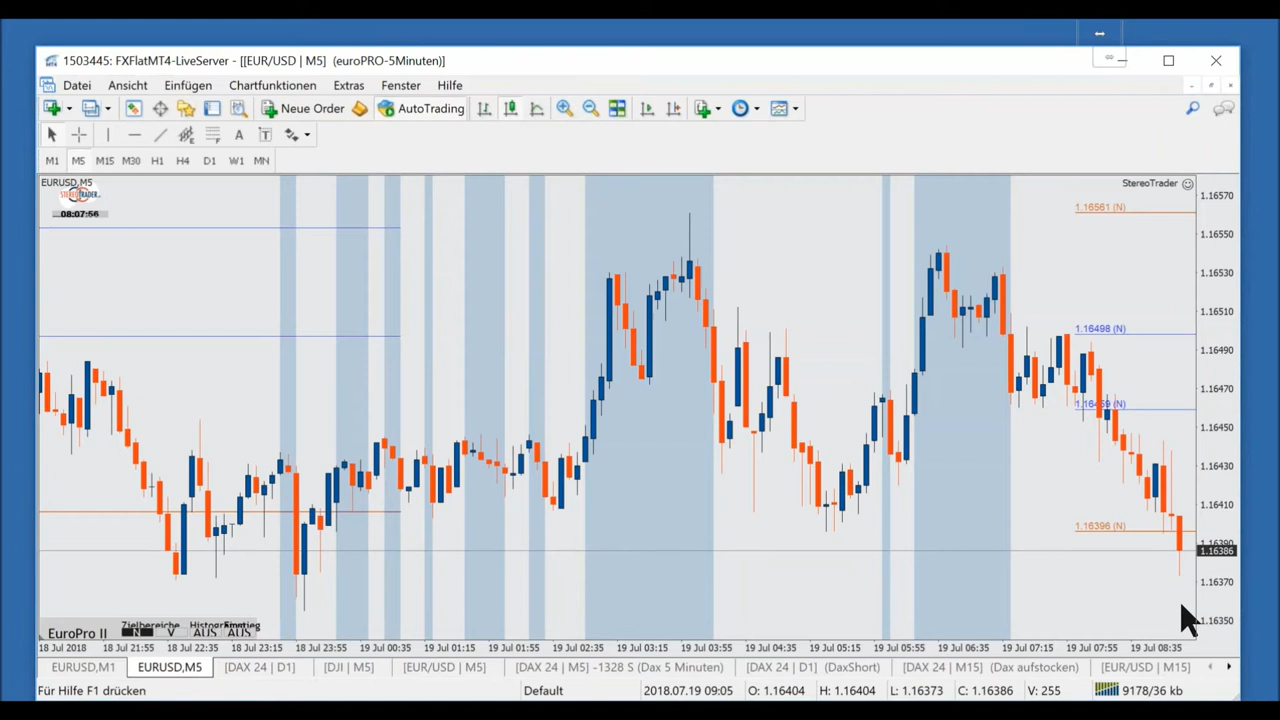 1503445: FXFlatMT4-LiveServer - [[EUR/USD | M5] (euroPRO-5Minuten)]
Datei Ansicht Einfügen Chartfunktionen Extras Fenster Hilfe
New Order AutoTrading
A T
M1 M5 M15 M30 H1 H4 D1 W1 MN
EURUSD,M5
STEREOTRADER
08:07:56
StereoTrader
1.16561 (N)
1.16498 (N)
1.16459 (N)
1.16396 (N)
1.16570
1.16550
1.16530
1.16510
1.16490
1.16470
1.16450
1.16430
1.16410
1.16390
1.16386
1.16370
1.16350
Zielbereiche Einstieg
EuroPro II N V AUS AUS
18 Jul 2018 18 Jul 21:55 18 Jul 22:35 18 Jul 23:15 18 Jul 23:55 19 Jul 00:35 19 Jul 01:15 19 Jul 01:55 19 Jul 02:35 19 Jul 03:15 19 Jul 03:55 19 Jul 04:35 19 Jul 05:15 19 Jul 05:55 19 Jul 06:35 19 Jul 07:15 19 Jul 07:55 19 Jul 08:35
EURUSD,M1 EURUSD,M5 [DAX 24 | D1] [DJI | M5] [EUR/USD | M5] [DAX 24 | M5] -1328 S (Dax 5 Minuten) [DAX 24 | D1] (DaxShort) [DAX 24 | M15] (Dax aufstocken) [EUR/USD | M15]
Für Hilfe F1 drücken Default 2018.07.19 09:05 O: 1.16404 H: 1.16404 L: 1.16373 C: 1.16386 V: 255 9178/36 kb